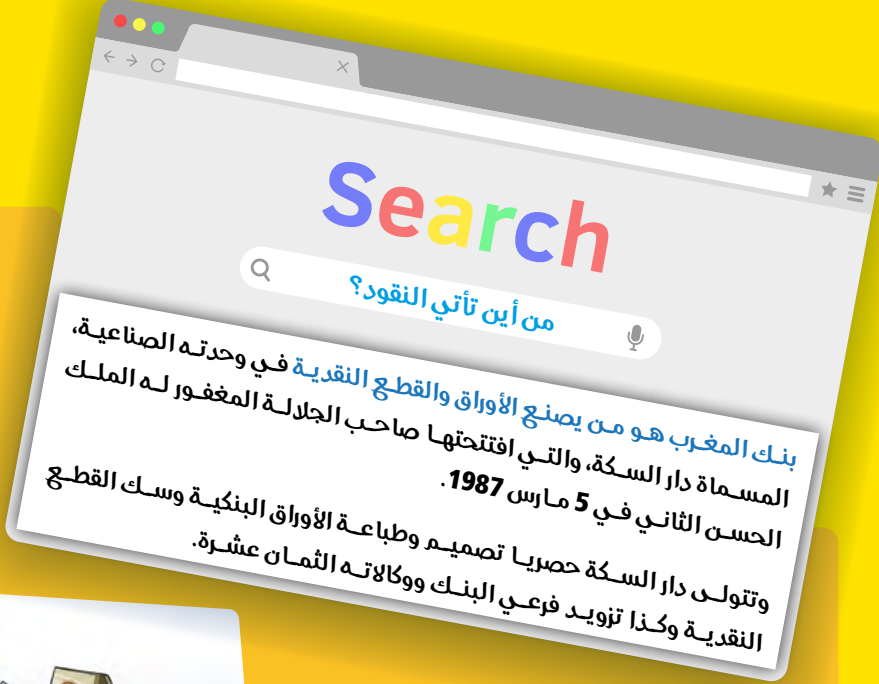 Search
من أين تأتي النقود؟
بنك المغرب هو من يصنع الأوراق والقطع النقدية في وحدته الصناعية،
المسماة دار السكة، والتي افتتحتها صاحب الجلالة المغفور له الملك
الحسن الثاني في 5 مارس 1987.
وتتولى دار السكة حصريا تصميم وطباعة الأوراق البنكية وسك القطع
النقدية وكذا تزويد فرعي البنك ووكالاته الثمان عشرة.